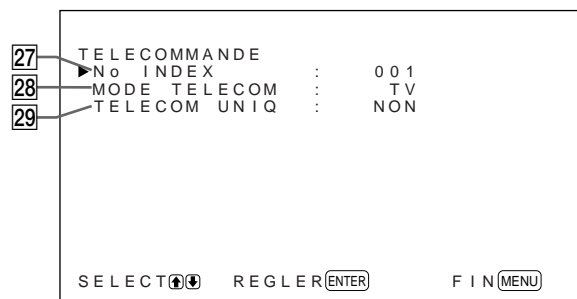 TELECOMMANDE
27 ▶No INDEX : 001
28 MODE TELECOM : TV
29 TELECOM UNIQ : NON
SELECT REGLER ENTER FIN MENU